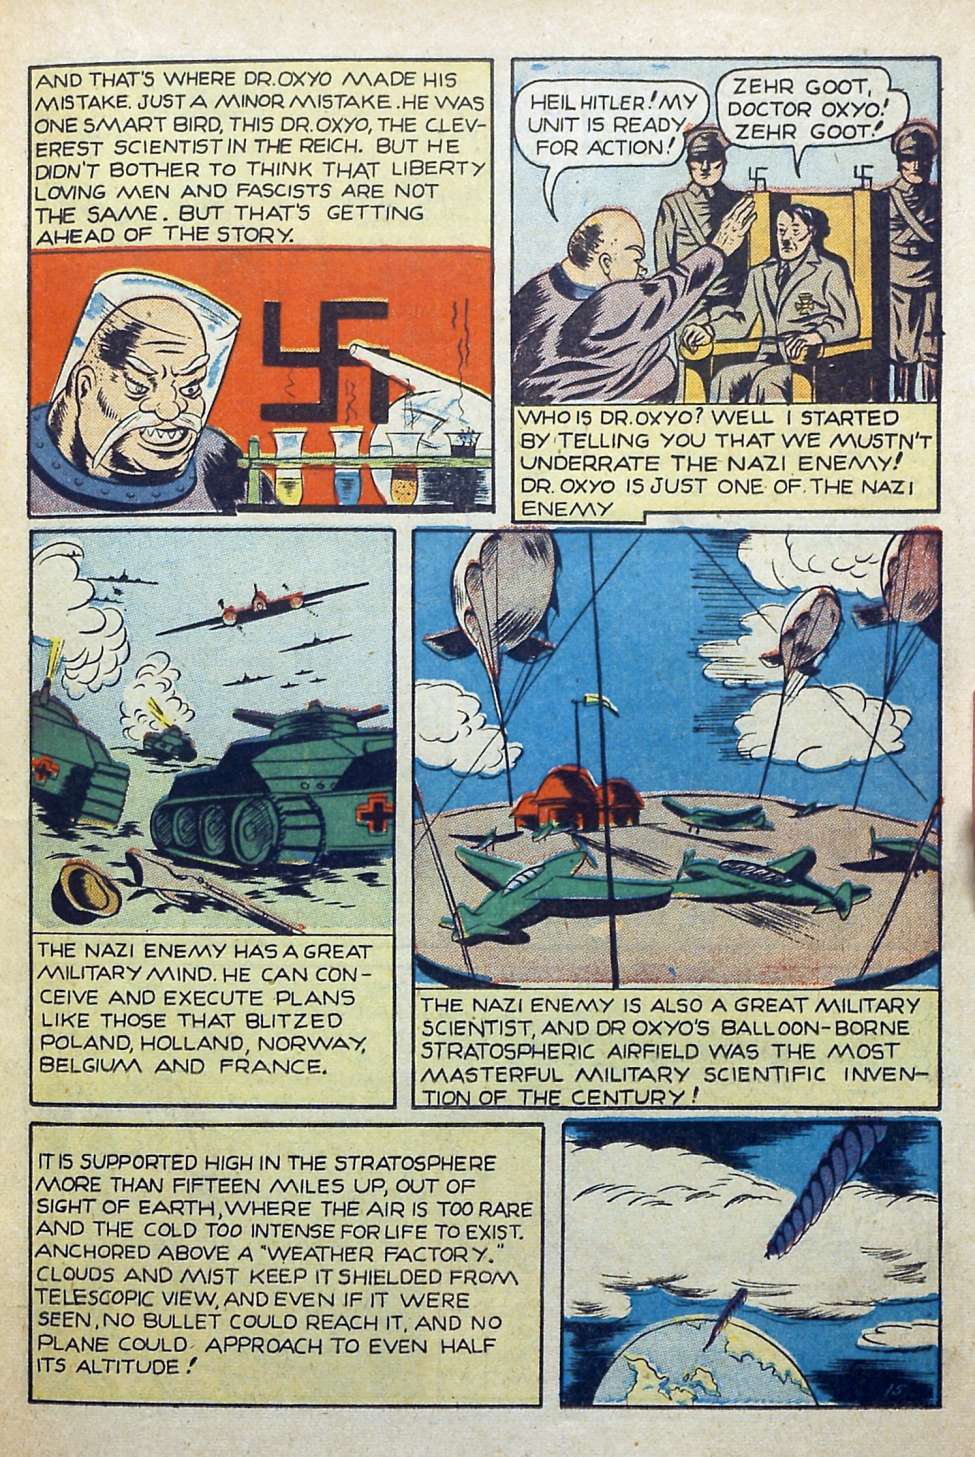 AND THAT'S WHERE DR. OXYO MADE HIS
MISTAKE. JUST A MINOR MISTAKE. HE WAS
ONE SMART BIRD, THIS DR. OXYO, THE CLEV-
EREST SCIENTIST IN THE REICH. BUT HE
DIDN'T BOTHER TO THINK THAT LIBERTY
LOVING MEN AND FASCISTS ARE NOT
THE SAME. BUT THAT'S GETTING
AHEAD OF THE STORY.
HEIL HITLER! MY
UNIT IS READY
FOR ACTION!
ZEHR GOOT,
DOCTOR OXYO!
ZEHR GOOT!
WHO IS DR. OXYO? WELL I STARTED
BY TELLING YOU THAT WE MUSTN'T
UNDERRATE THE NAZI ENEMY!
DR. OXYO IS JUST ONE OF THE NAZI
ENEMY
THE NAZI ENEMY HAS A GREAT
MILITARY MIND. HE CAN CON-
CEIVE AND EXECUTE PLANS
LIKE THOSE THAT BLITZED
POLAND, HOLLAND, NORWAY,
BELGIUM AND FRANCE.
THE NAZI ENEMY IS ALSO A GREAT MILITARY
SCIENTIST, AND DR OXYO'S BALLOON-BORNE
STRATOSPHERIC AIRFIELD WAS THE MOST
MASTERFUL MILITARY SCIENTIFIC INVEN-
TION OF THE CENTURY!
IT IS SUPPORTED HIGH IN THE STRATOSPHERE
MORE THAN FIFTEEN MILES UP, OUT OF
SIGHT OF EARTH, WHERE THE AIR IS TOO RARE
AND THE COLD TOO INTENSE FOR LIFE TO EXIST.
ANCHORED ABOVE A "WEATHER FACTORY."
CLOUDS AND MIST KEEP IT SHIELDED FROM
TELESCOPIC VIEW, AND EVEN IF IT WERE
SEEN, NO BULLET COULD REACH IT, AND NO
PLANE COULD APPROACH TO EVEN HALF
ITS ALTITUDE!
15